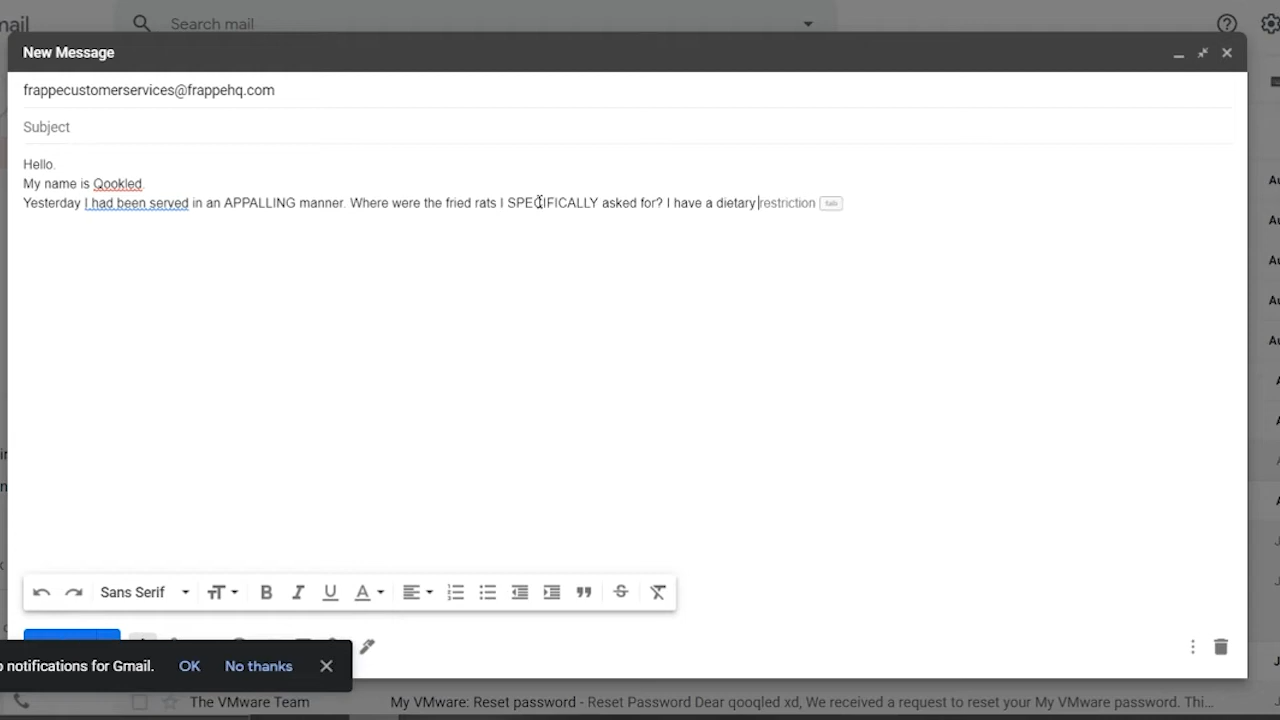 ail
Search mail
New Message
frappecustomerservices@frappehq.com
Subject
Hello.
My name is Qookled.
Yesterday I had been served in an APPALLING manner. Where were the fried rats I SPECIFICALLY asked for? I have a dietary restriction tab
Sans Serif
notifications for Gmail.
OK
No thanks
The VMware Team
My VMware: Reset password - Reset Password Dear qooqled xd, We received a request to reset your My VMware password. Thi...